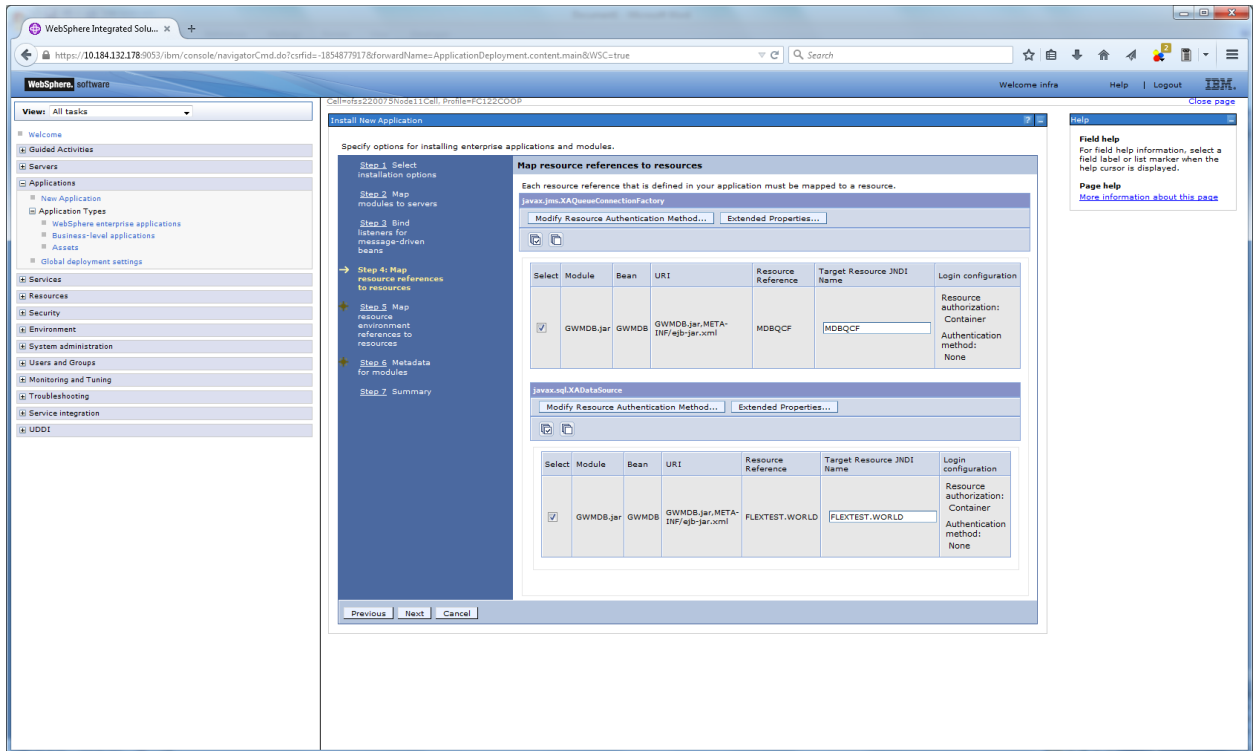 WebSphere Integrated Solu... × +
https://10.184.132.178:9053/ibm/console/navigatorCmd.do?csrfid=-1854877917&forwardName=ApplicationDeployment.content.main&WSC=true
Search
2
WebSphere. software
Welcome infra
Help | Logout
IBM.
View: All tasks
Welcome
Guided Activities
Servers
Applications
New Application
Application Types
WebSphere enterprise applications
Business-level applications
Assets
Global deployment settings
Services
Resources
Security
Environment
System administration
Users and Groups
Monitoring and Tuning
Troubleshooting
Service integration
UDDI
Cell=ofss220075Node11Cell, Profile=FC122COOP
Close page
Install New Application
Specify options for installing enterprise applications and modules.
Step 1 Select
installation options
Step 2 Map
modules to servers
Step 3 Bind
listeners for
message-driven
beans
Step 4: Map
resource references
to resources
Step 5 Map
resource
environment
references to
resources
Step 6 Metadata
for modules
Step 7 Summary
Map resource references to resources
Each resource reference that is defined in your application must be mapped to a resource.
javax.jms.XAQueueConnectionFactory
Modify Resource Authentication Method... Extended Properties...
Select Module Bean URI Resource Reference Target Resource JNDI Name Login configuration
GWMDB.jar GWMDB GWMDB.jar,META-INF/ejb-jar.xml MDBQCF MDBQCF
Resource
authorization:
Container
Authentication
method:
None
javax.sql.XADataSource
Modify Resource Authentication Method... Extended Properties...
Select Module Bean URI Resource Reference Target Resource JNDI Name Login configuration
GWMDB.jar GWMDB GWMDB.jar,META-INF/ejb-jar.xml FLEXTEST.WORLD FLEXTEST.WORLD
Resource
authorization:
Container
Authentication
method:
None
Previous Next Cancel
Help
Field help
For field help information, select a
field label or list marker when the
help cursor is displayed.
Page help
More information about this page